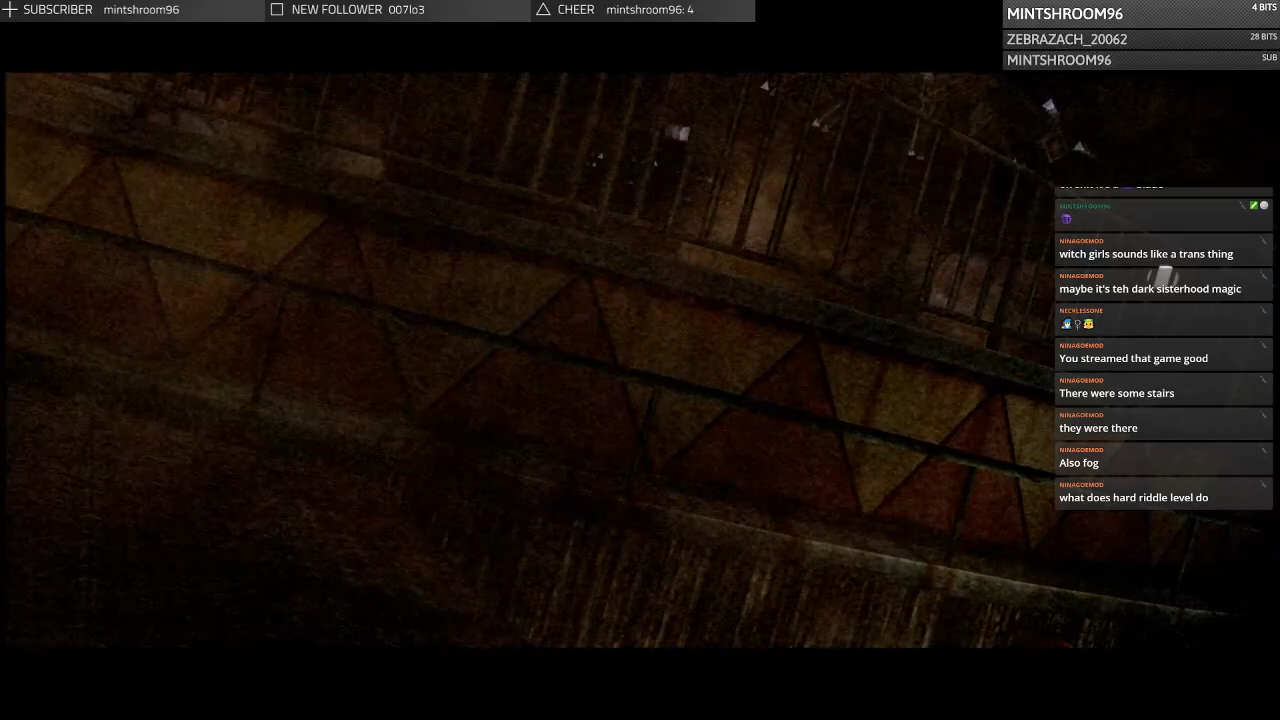 SUBSCRIBER mintshroom96
NEW FOLLOWER 007lo3
CHEER mintshroom96: 4
MINTSHROOM96 4 BITS
ZEBRAZACH_20062 28 BITS
MINTSHROOM96 SUB
MINTSHROOM96
NINAGOEMOD
witch girls sounds like a trans thing
NINAGOEMOD
maybe it's teh dark sisterhood magic
NECKLESSONE
NINAGOEMOD
You streamed that game good
NINAGOEMOD
There were some stairs
NINAGOEMOD
they were there
NINAGOEMOD
Also fog
NINAGOEMOD
what does hard riddle level do